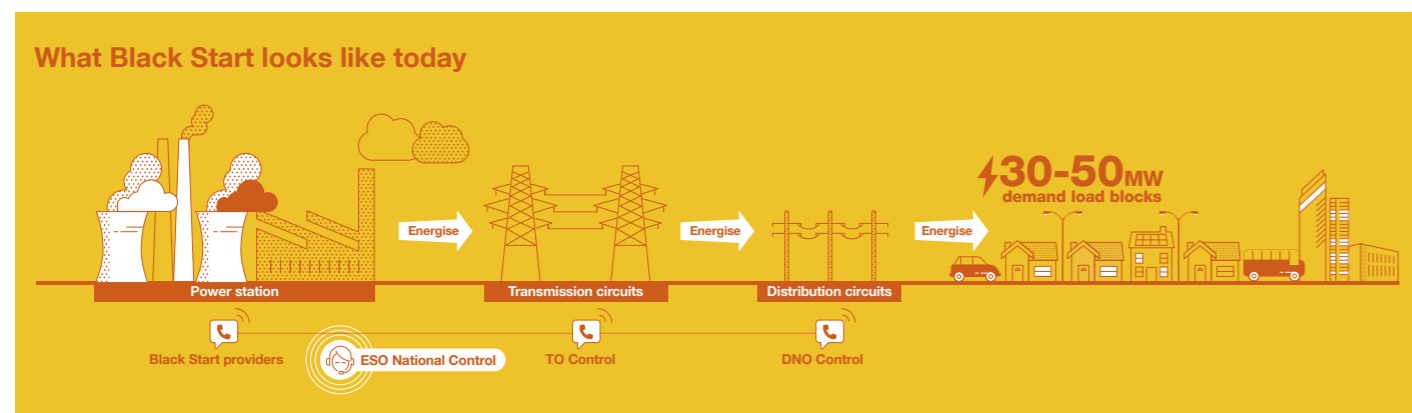 What Black Start looks like today
30-50MW
demand load blocks
Energise
Energise
Energise
Power station
Transmission circuits
Distribution circuits
Black Start providers
ESO National Control
TO Control
DNO Control